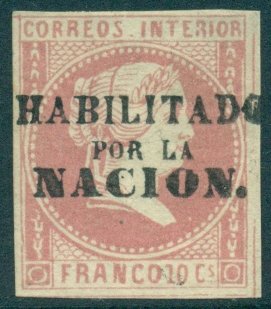 CORREOS INTERIOR
HABILITADO
POR LA
NACION.
FRANCO 10 Cs